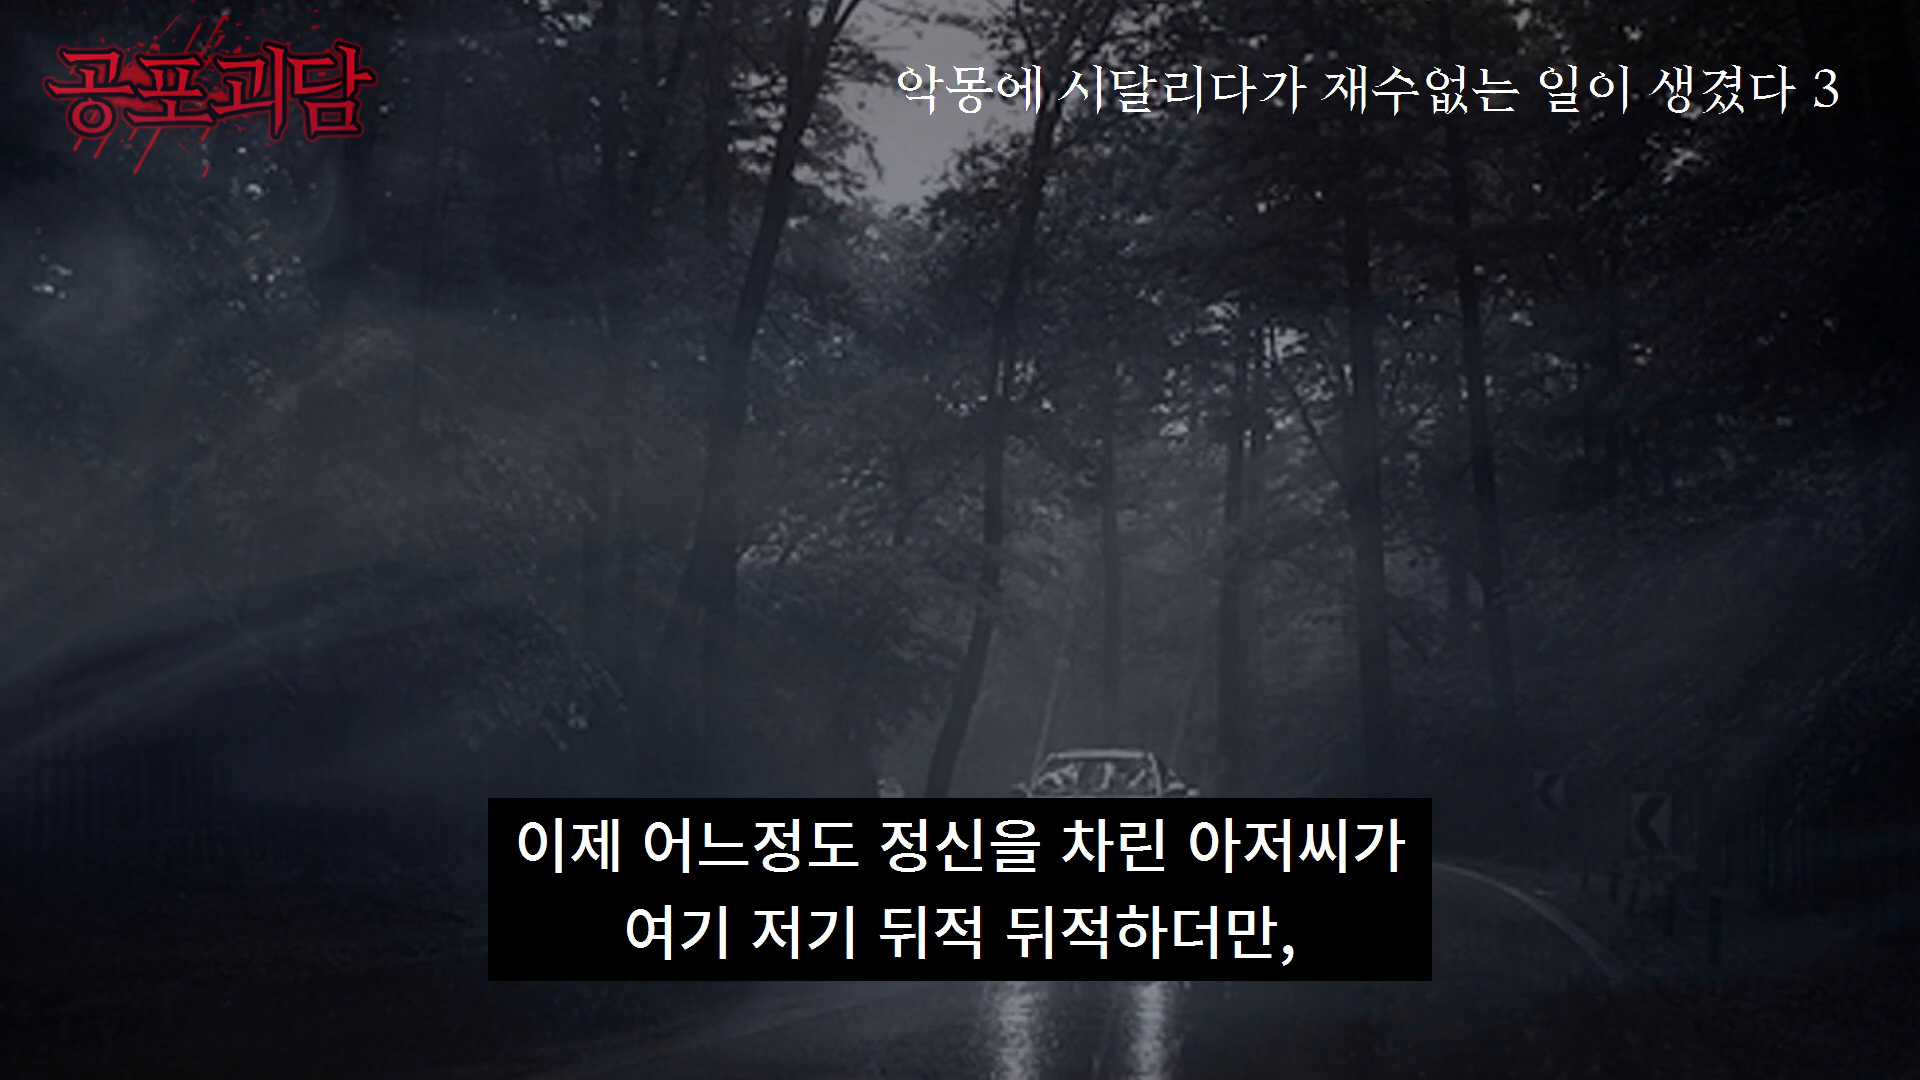 공포괴담
악몽에 시달리다가 재수없는 일이 생겼다 3
이제 어느정도 정신을 차린 아저씨가
여기 저기 뒤적 뒤적하더만,